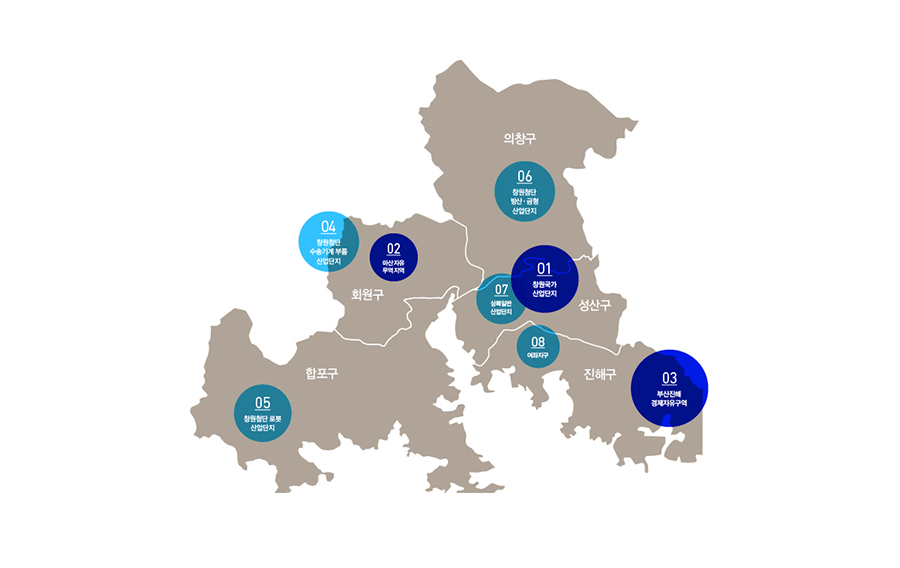 의창구
06
창원첨단
방산 · 금형
산업단지
04
창원첨단
수송기계 부품
산업단지
02
마산 자유
무역 지역
회원구
01
창원국가
산업단지
07
상복일반
산업단지
성산구
08
여좌지구
합포구
진해구
03
부산진해
경제자유구역
05
창원첨단 로봇
산업단지